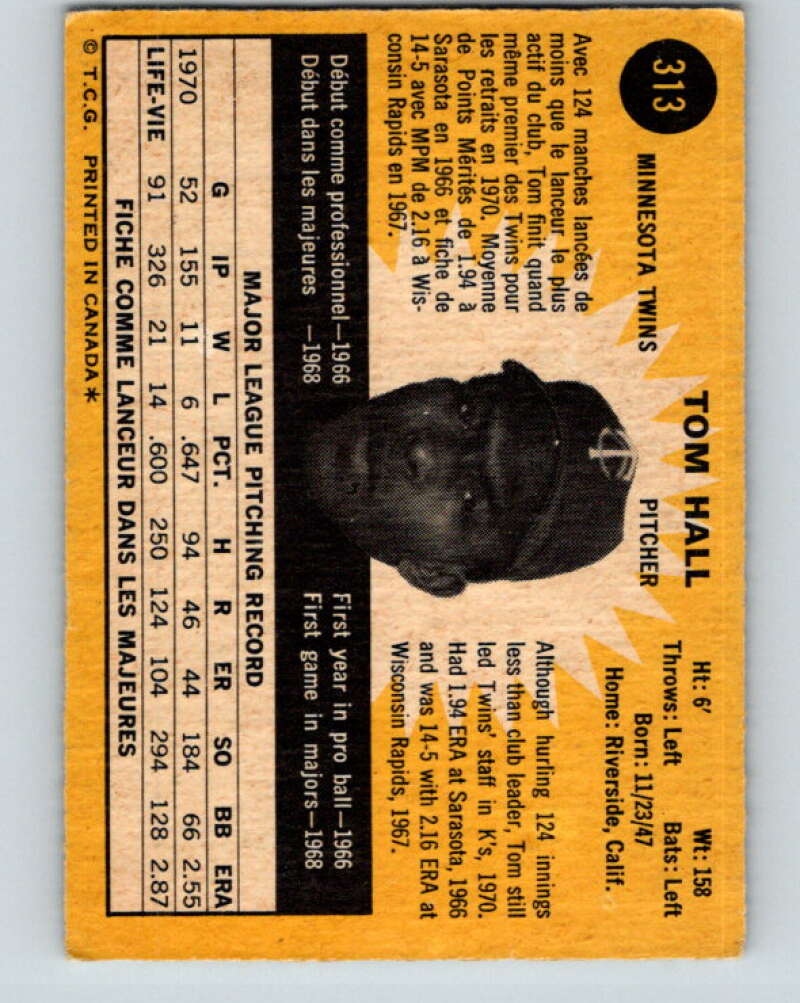 313
TOM HALL
MINNESOTA TWINS PITCHER
Ht: 6' Wt: 158
Throws: Left Bats: Left
Born: 11/23/47
Home: Riverside, Calif.
Avec 124 manches lancées de
moins que le lanceur le plus
actif du club, Tom finit quand
même premier des Twins pour
les retraits en 1970. Moyenne
de Points Mérités de 1.94 à
Sarasota en 1966 et fiche de
14-5 avec MPM de 2.16 à Wis-
consin Rapids en 1967.
Although hurling 124 innings
less than club leader, Tom still
led Twins' staff in K's, 1970.
Had 1.94 ERA at Sarasota, 1966
and was 14-5 with 2.16 ERA at
Wisconsin Rapids, 1967.
Début comme professionnel—1966
Début dans les majeures —1968
First year in pro ball—1966
First game in majors—1968
MAJOR LEAGUE PITCHING RECORD
G IP W L PCT. H R ER SO BB ERA
1970 52 155 11 6 .647 94 46 44 184 66 2.55
LIFE-VIE 91 326 21 14 .600 250 124 104 294 128 2.87
FICHE COMME LANCEUR DANS LES MAJEURES
© T.C.G. PRINTED IN CANADA*